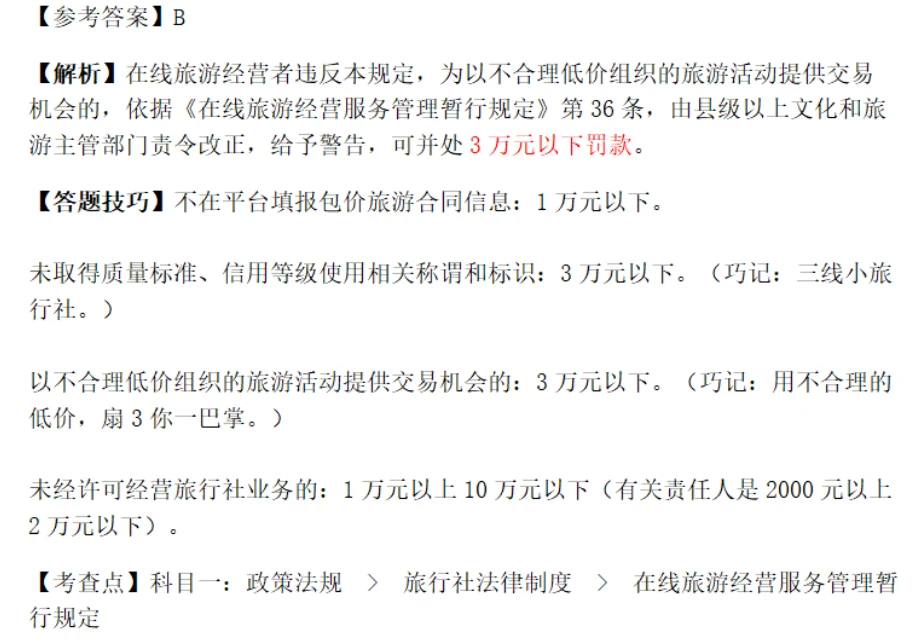 【参考答案】B
【解析】在线旅游经营者违反本规定，为以不合理低价组织的旅游活动提供交易
机会的，依据《在线旅游经营服务管理暂行规定》第 36 条，由县级以上文化和旅
游主管部门责令改正，给予警告，可并处 3 万元以下罚款。
【答题技巧】不在平台填报包价旅游合同信息：1 万元以下。
未取得质量标准、信用等级使用相关称谓和标识：3 万元以下。（巧记：三线小旅
行社。）
以不合理低价组织的旅游活动提供交易机会的：3 万元以下。（巧记：用不合理的
低价，扇 3 你一巴掌。）
未经许可经营旅行社业务的：1 万元以上 10 万元以下（有关责任人是 2000 元以上
2 万元以下）。
【考查点】科目一：政策法规 > 旅行社法律制度 > 在线旅游经营服务管理暂
行规定